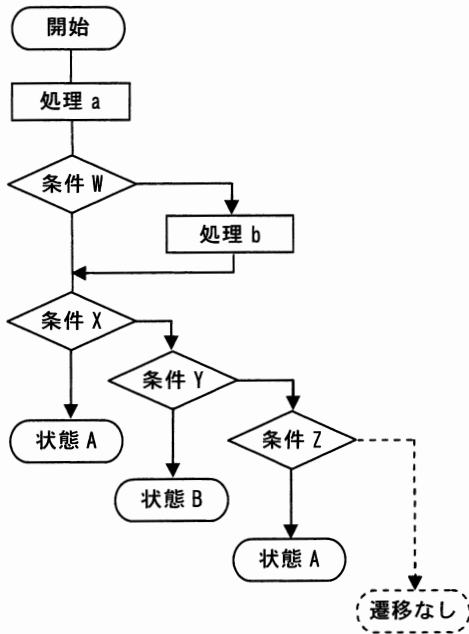 開始
処理 a
条件 W
処理 b
条件 X
条件 Y
状態 A
条件 Z
状態 B
状態 A
遷移なし